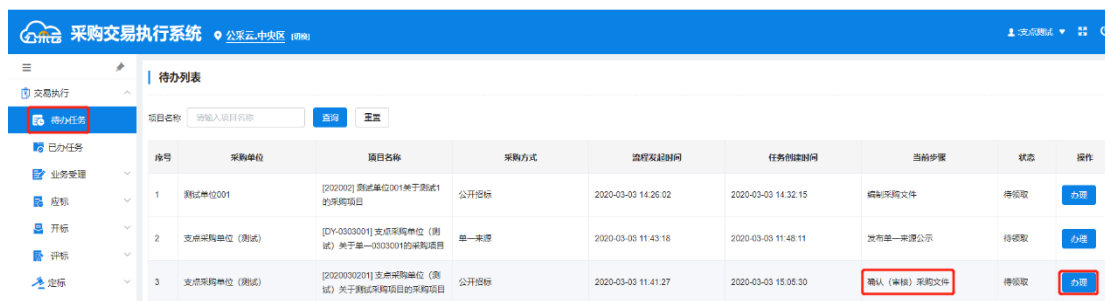 公采云 采购交易执行系统 公采云.中央区 [切换] 支点测试
交易执行
待办任务
已办任务
业务受理
应标
开标
评标
定标
待办列表
项目名称 请输入项目名称 查询 重置
序号 采购单位 项目名称 采购方式 流程发起时间 任务创建时间 当前步骤 状态 操作
1 测试单位001 [202002] 测试单位001关于测试1 公开招标 2020-03-03 14:26:02 2020-03-03 14:32:15 编制采购文件 待领取 办理
的采购项目
2 支点采购单位（测试） [DY-0303001] 支点采购单位（测 单一来源 2020-03-03 11:43:18 2020-03-03 11:48:11 发布单一来源公示 待领取 办理
试）关于单一0303001的采购项目
3 支点采购单位（测试） [2020030201] 支点采购单位（测 公开招标 2020-03-03 11:41:27 2020-03-03 15:05:30 确认（审核）采购文件 待领取 办理
试）关于测试采购项目的采购项目